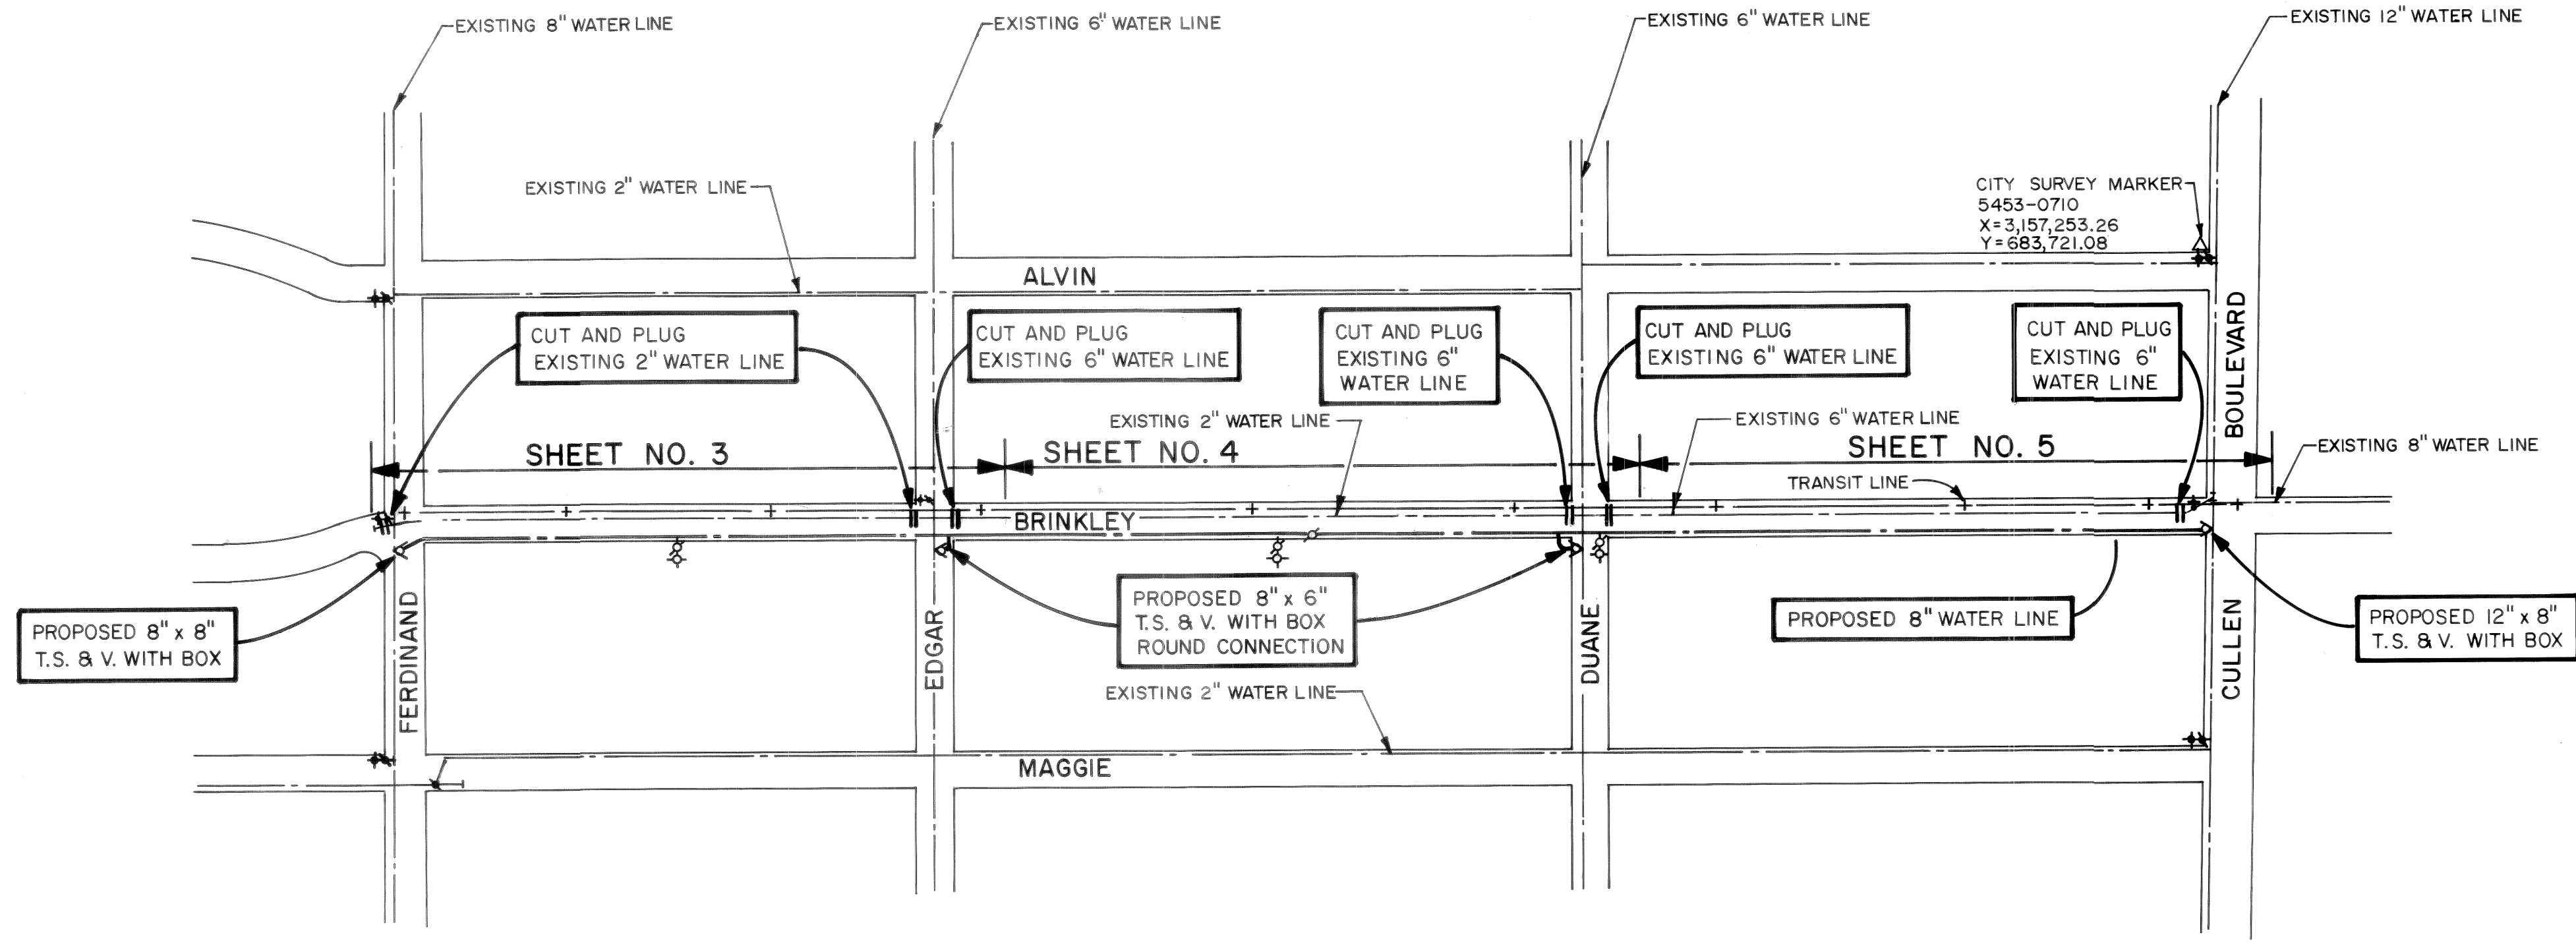 EXISTING 8" WATER LINE
EXISTING 6" WATER LINE
EXISTING 6" WATER LINE
EXISTING 12" WATER LINE
EXISTING 2" WATER LINE
CITY SURVEY MARKER
5453-0710
X=3,157,253.26
Y=683,721.08
ALVIN
CUT AND PLUG
EXISTING 2" WATER LINE
CUT AND PLUG
EXISTING 6" WATER LINE
CUT AND PLUG
EXISTING 6"
WATER LINE
CUT AND PLUG
EXISTING 6" WATER LINE
CUT AND PLUG
EXISTING 6"
WATER LINE
BOULEVARD
EXISTING 2" WATER LINE
EXISTING 6" WATER LINE
SHEET NO. 3
SHEET NO. 4
SHEET NO. 5
EXISTING 8" WATER LINE
TRANSIT LINE
BRINKLEY
PROPOSED 8" x 8"
T.S. & V. WITH BOX
FERDINAND
EDGAR
PROPOSED 8" x 6"
T.S. & V. WITH BOX
ROUND CONNECTION
DUANE
PROPOSED 8" WATER LINE
CULLEN
PROPOSED 12" x 8"
T.S. & V. WITH BOX
EXISTING 2" WATER LINE
MAGGIE